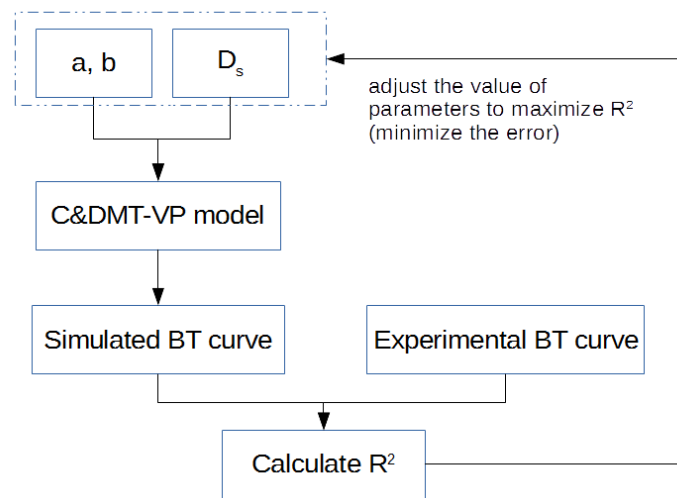 a, b
Dₛ
adjust the value of
parameters to maximize R²
(minimize the error)
C&DMT-VP model
Simulated BT curve
Experimental BT curve
Calculate R²